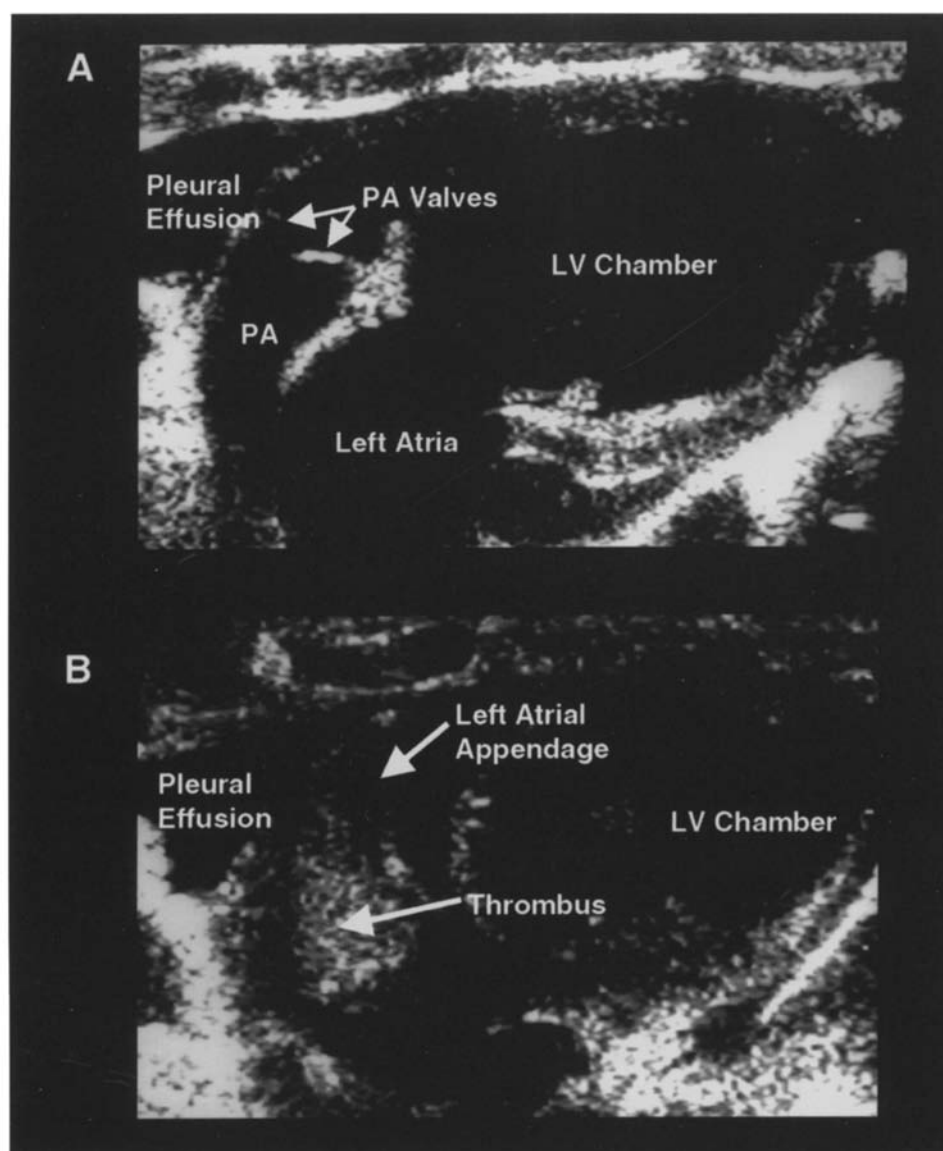 A
Pleural
Effusion
PA Valves
LV Chamber
PA
Left Atria
B
Left Atrial
Appendage
Pleural
Effusion
LV Chamber
Thrombus